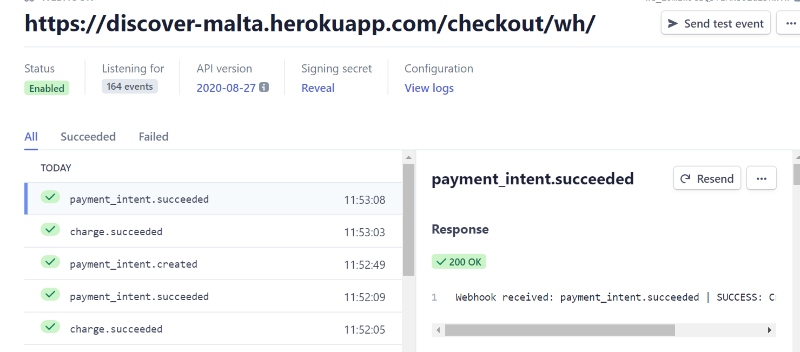 https://discover-malta.herokuapp.com/checkout/wh/
Send test event
Status
Listening for
API version
Signing secret
Configuration
Enabled
164 events
2020-08-27
Reveal
View logs
All
Succeeded
Failed
TODAY
payment_intent.succeeded
11:53:08
charge.succeeded
11:53:03
payment_intent.created
11:52:49
payment_intent.succeeded
11:52:09
charge.succeeded
11:52:05
payment_intent.succeeded
Resend
Response
200 OK
1 Webhook received: payment_intent.succeeded | SUCCESS: